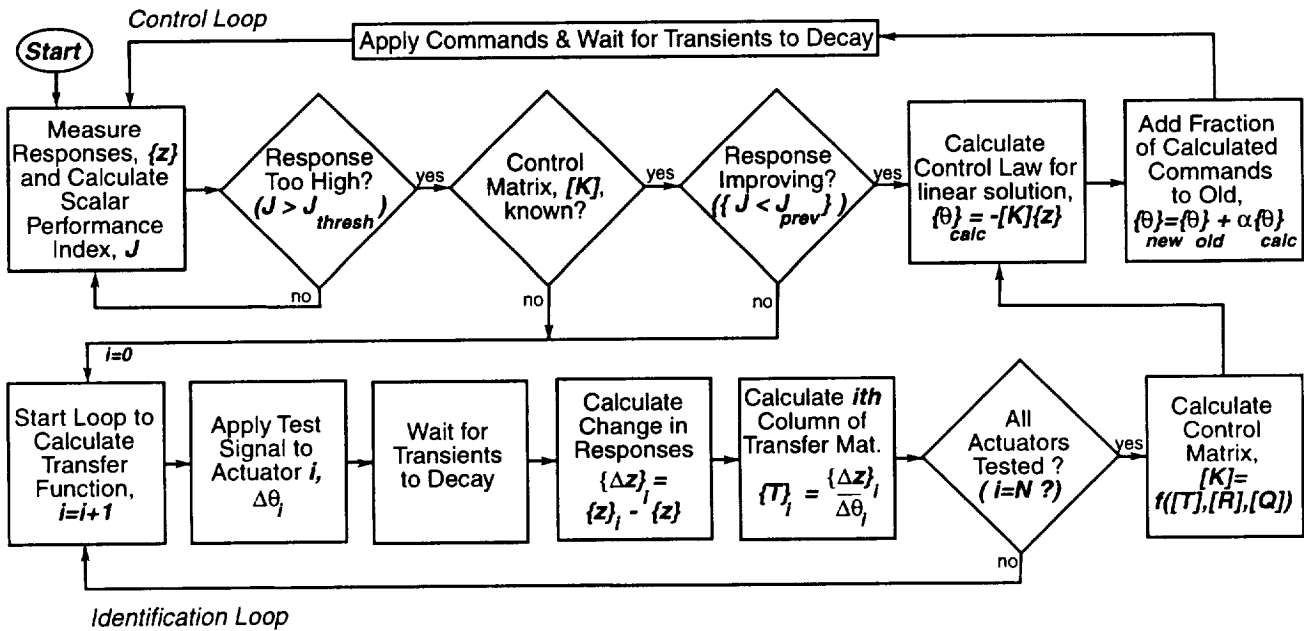 Control Loop
Start
Apply Commands & Wait for Transients to Decay
Measure
Responses, {z}
and Calculate
Scalar
Performance
Index, J
Response
Too High?
(J > J thresh)
yes
no
Control
Matrix, [K],
known?
yes
no
Response
Improving?
({ J < J prev } )
yes
no
Calculate
Control Law for
linear solution,
{θ} calc = -[K]{z}
Add Fraction
of Calculated
Commands
to Old,
{θ} new = {θ} old + α{θ} calc
i=0
Start Loop to
Calculate
Transfer
Function,
i=i+1
Apply Test
Signal to
Actuator i,
Δθi
Wait for
Transients
to Decay
Calculate
Change in
Responses
{Δz}i =
{z}i - {z}
Calculate ith
Column of
Transfer Mat.
{T}i = {Δz}i
Δθi
All
Actuators
Tested ?
( i=N ?)
yes
no
Calculate
Control
Matrix,
[K]=
f([T],[R],[Q])
Identification Loop